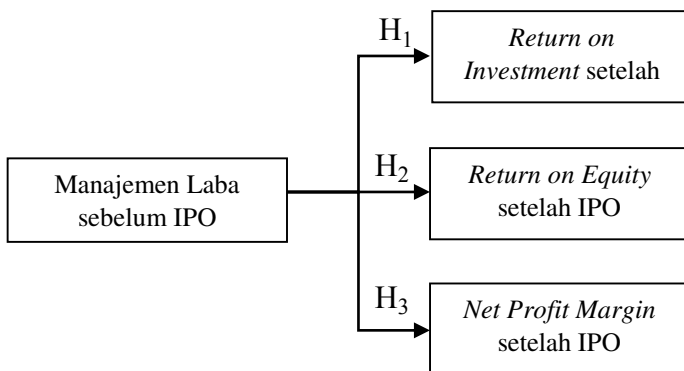 H₁
Return on
Investment setelah
Manajemen Laba
sebelum IPO
H₂
Return on Equity
setelah IPO
H₃
Net Profit Margin
setelah IPO